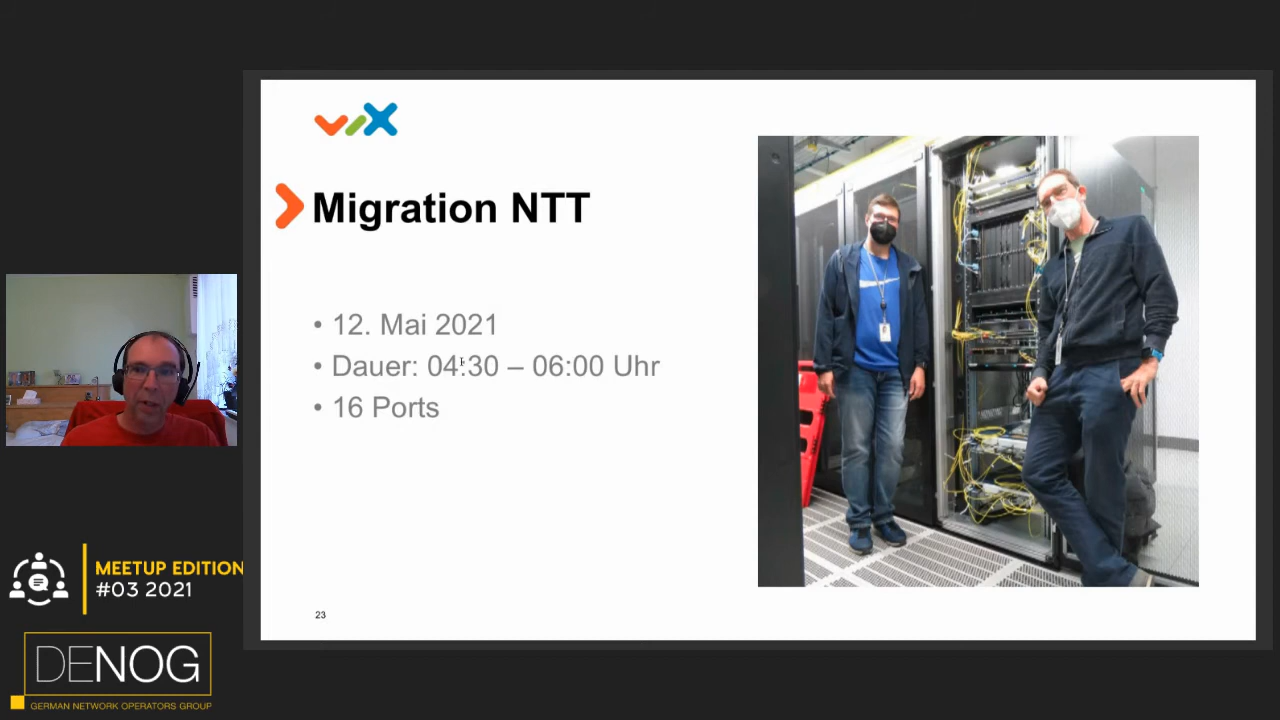 vix
Migration NTT
• 12. Mai 2021
• Dauer: 04:30 – 06:00 Uhr
• 16 Ports
23
MEETUP EDITION
#03 2021
DENOG
GERMAN NETWORK OPERATORS GROUP